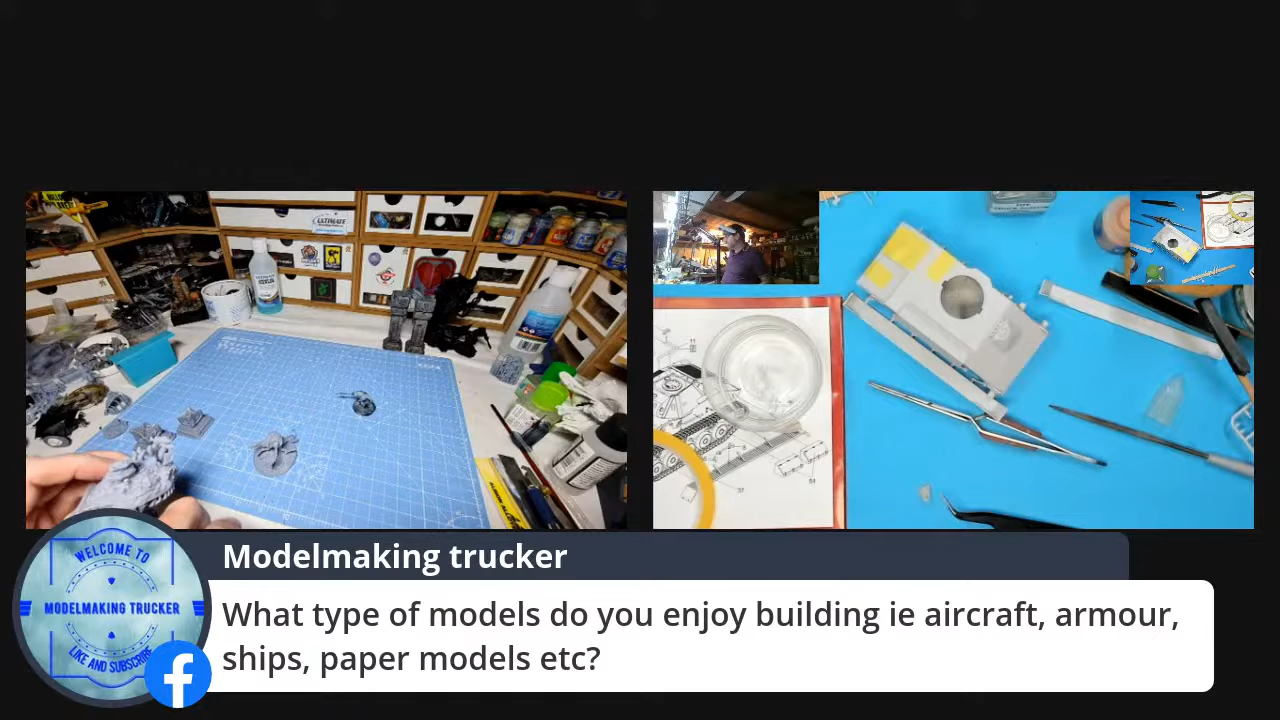 ULTIMATE
WELCOME TO
MODELMAKING TRUCKER
LIKE AND SUBSCRIBE
Modelmaking trucker
What type of models do you enjoy building ie aircraft, armour,
ships, paper models etc?